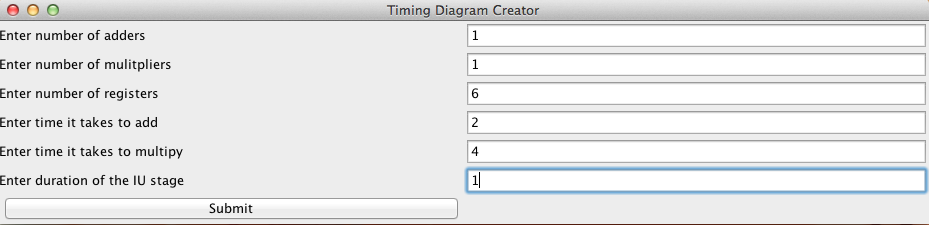 Timing Diagram Creator
Enter number of adders 1
Enter number of mulitpliers 1
Enter number of registers 6
Enter time it takes to add 2
Enter time it takes to multipy 4
Enter duration of the IU stage 1
Submit